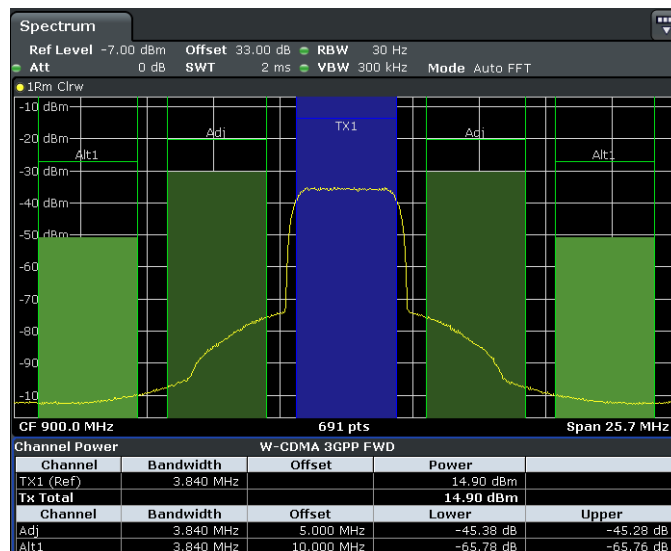 Spectrum
Ref Level -7.00 dBm Offset 33.00 dB RBW 30 Hz
Att 0 dB SWT 2 ms VBW 300 kHz Mode Auto FFT
1Rm Clrw
-10 dBm
TX1
Adj Adj
-20 dBm
Alt1 Alt1
-30 dBm
-40 dBm
-50 dBm
-60
-70
-80
-90
-10
CF 900.0 MHz 691 pts Span 25.7 MHz
Channel Power W-CDMA 3GPP FWD
Channel Bandwidth Offset Power
TX1 (Ref) 3.840 MHz 14.90 dBm
Tx Total 14.90 dBm
Channel Bandwidth Offset Lower Upper
Adj 3.840 MHz 5.000 MHz -45.38 dB -45.28 dB
Alt1 3.840 MHz 10.000 MHz -65.78 dB -65.76 dB